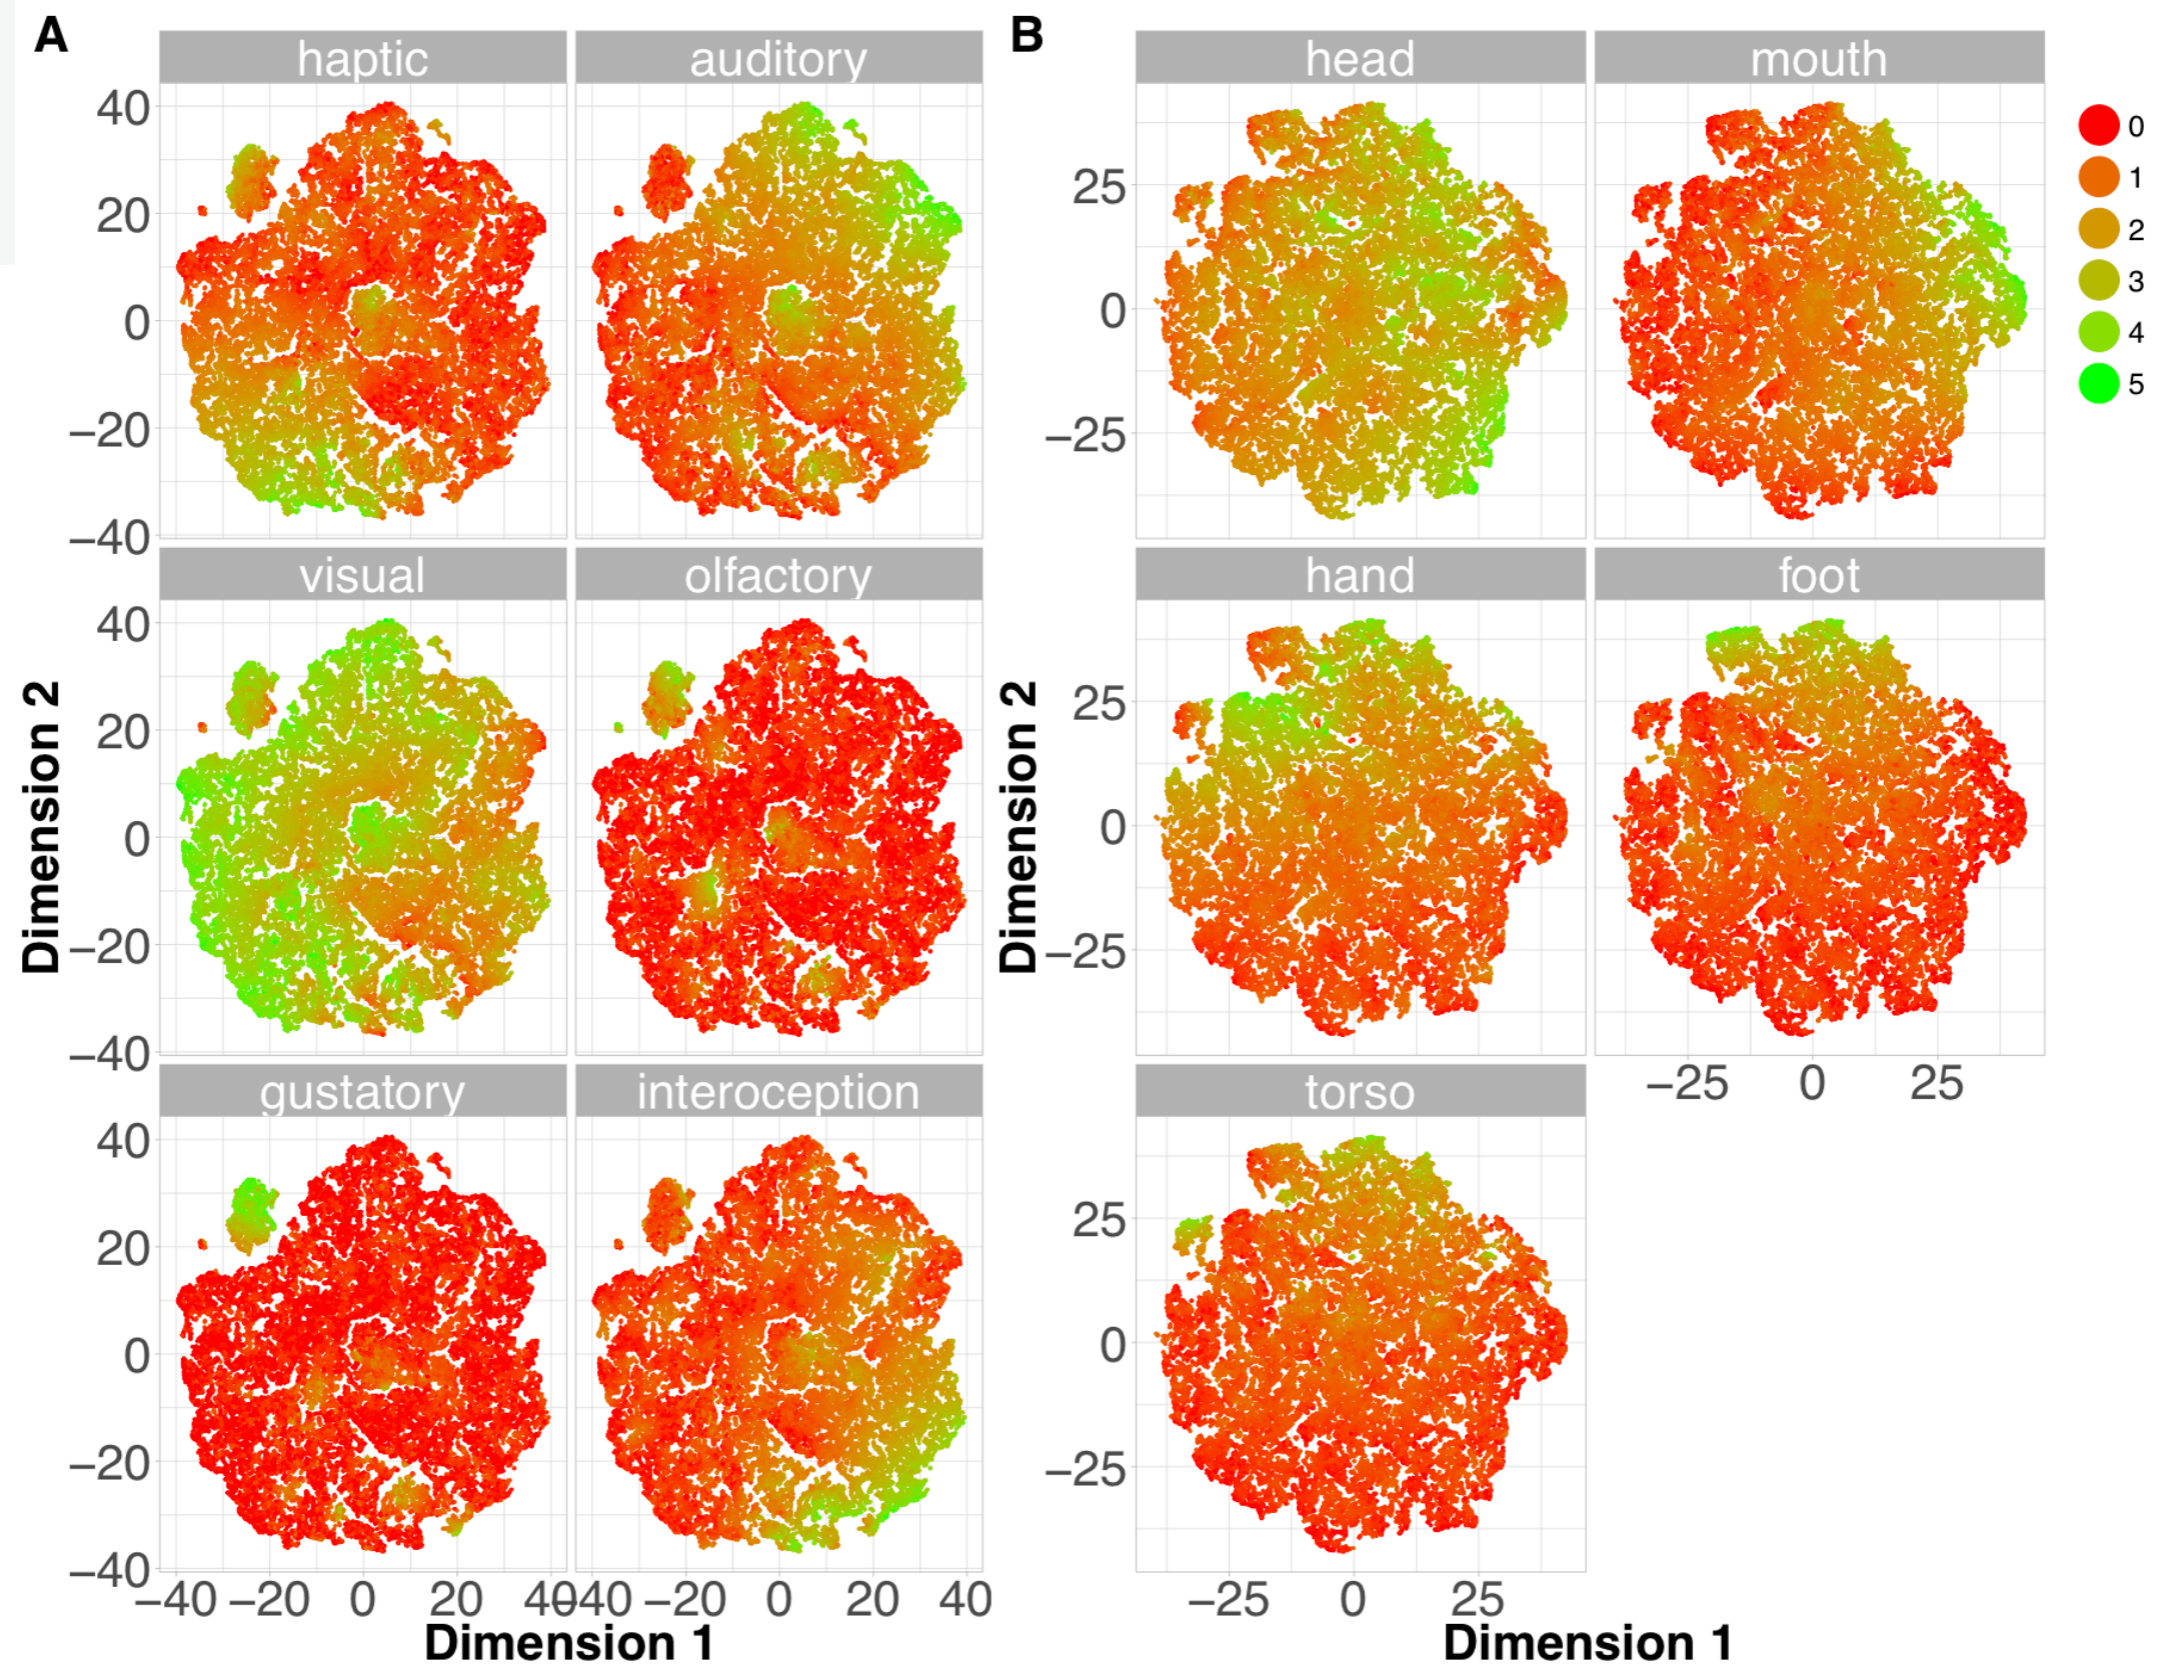 A
B
haptic
auditory
head
mouth
0
1
2
3
4
5
40
20
0
−20
−40
25
0
−25
visual
olfactory
hand
foot
40
20
0
−20
−40
25
0
−25
−25 0 25
Dimension 2
Dimension 2
gustatory
interoception
torso
40
20
0
−20
−40
25
0
−25
−40 −20 0 20 40
−40 −20 0 20 40
−25 0 25
Dimension 1
Dimension 1